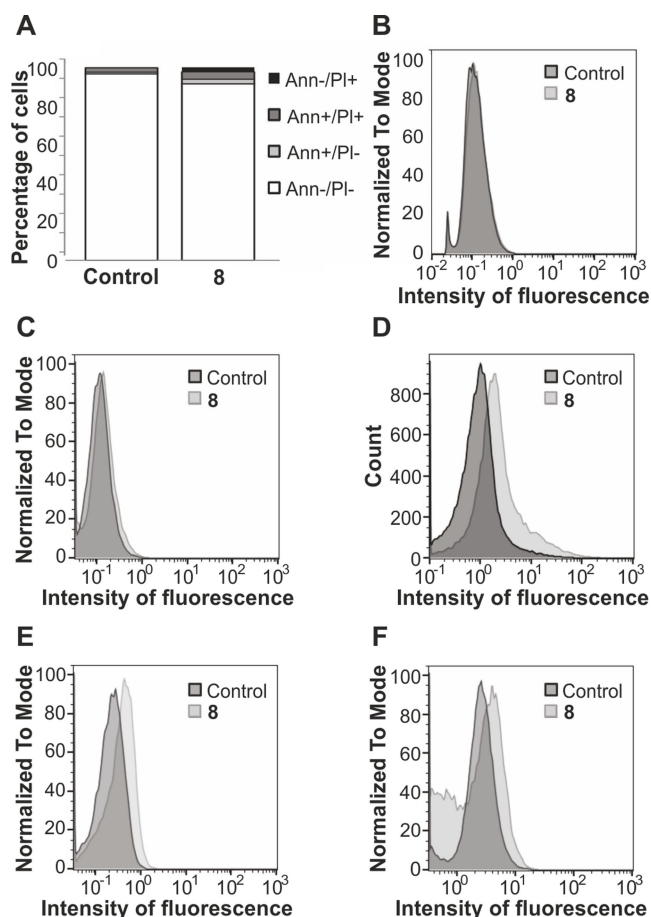 A
Percentage of cells
100
80
60
40
20
0
Control
8
Ann-/PI+
Ann+/PI+
Ann+/PI-
Ann-/PI-
B
Normalized To Mode
100
80
60
40
20
0
10-2 10-1 100 101 102 103
Intensity of fluorescence
Control
8
C
Normalized To Mode
100
80
60
40
20
0
10-1 100 101 102 103
Intensity of fluorescence
Control
8
D
Count
800
600
400
200
0
10-1 100 101 102 103
Intensity of fluorescence
Control
8
E
Normalized To Mode
100
80
60
40
20
0
10-1 100 101 102 103
Intensity of fluorescence
Control
8
F
Normalized To Mode
100
80
60
40
20
0
100 101 102 103
Intensity of fluorescence
Control
8